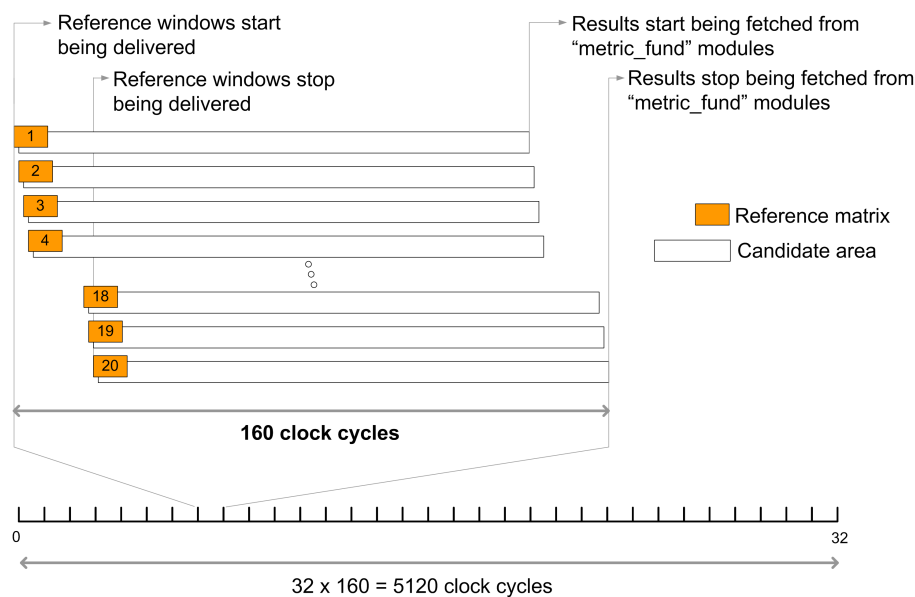 Reference windows start
being delivered
Results start being fetched from
“metric_fund” modules
Reference windows stop
being delivered
Results stop being fetched from
“metric_fund” modules
1
2
3
4
18
19
20
Reference matrix
Candidate area
160 clock cycles
0
32
32 x 160 = 5120 clock cycles